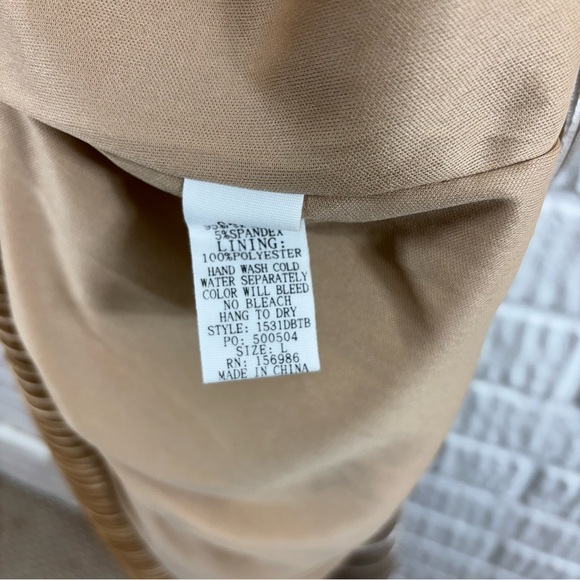 5%SPANDEX
LINING:
100%POLYESTER
HAND WASH COLD
WATER SEPARATELY
COLOR WILL BLEED
NO BLEACH
HANG TO DRY
STYLE: 1531DBTB
PO: 500504
SIZE: L
RN: 156986
MADE IN CHINA